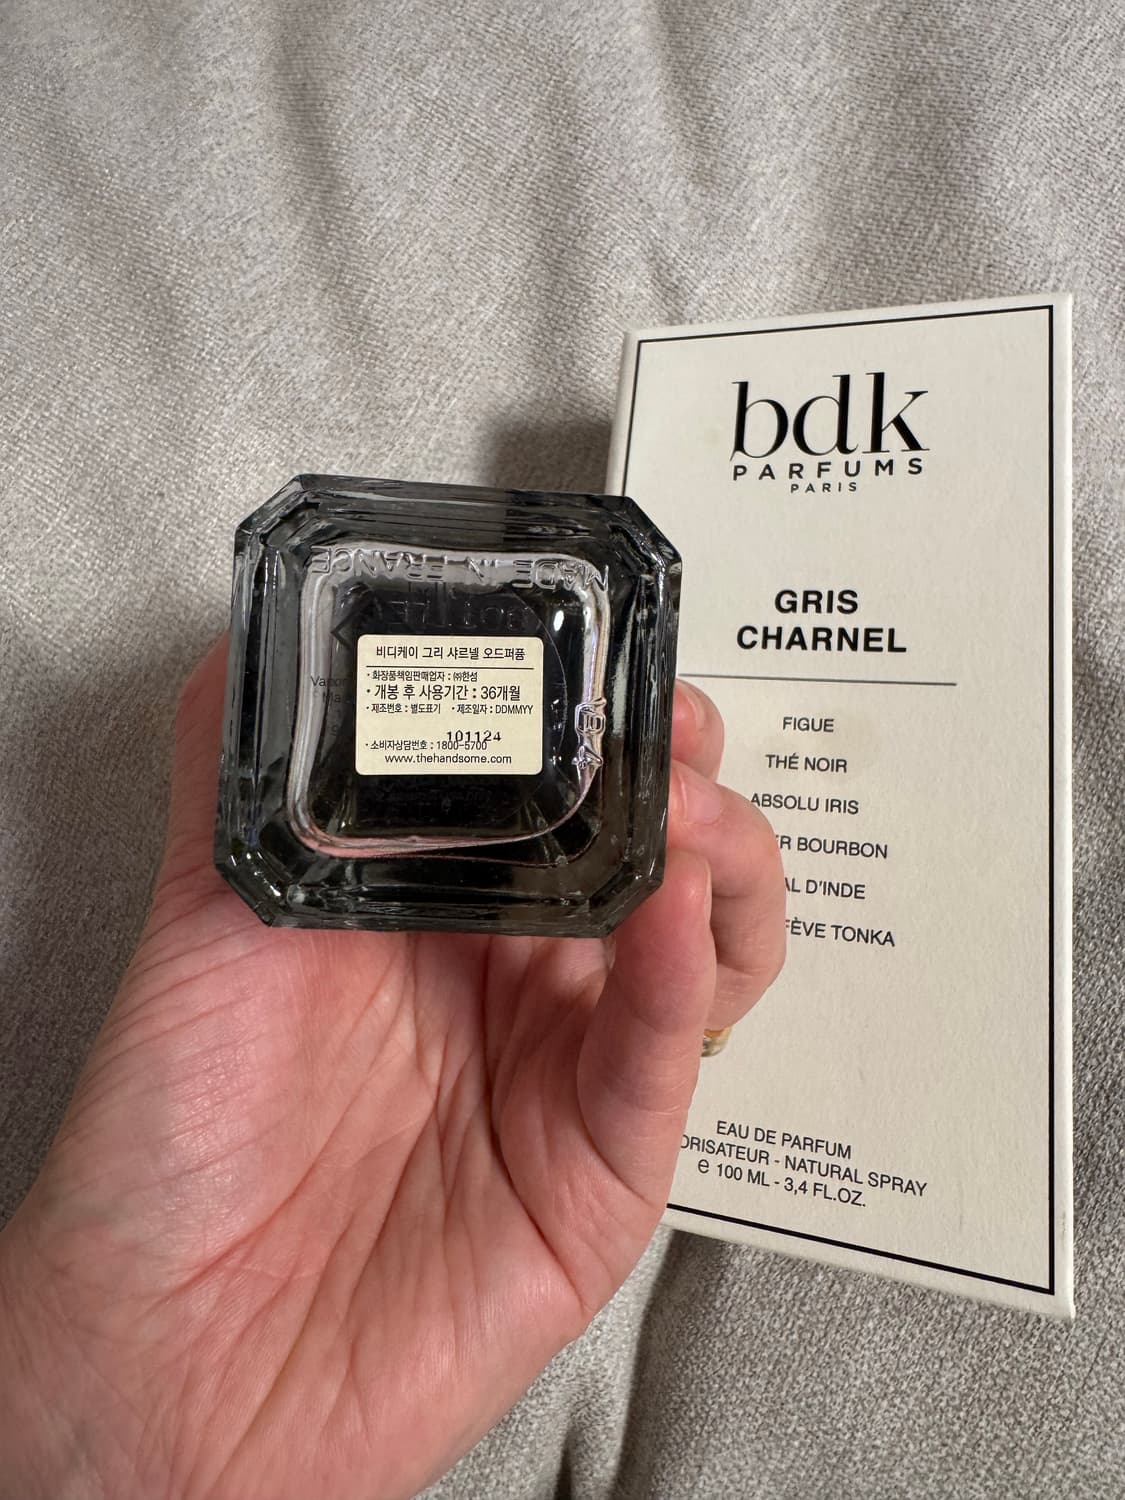 MADE IN FRANCE
비디케이 그리 샤르넬 오드퍼퓸
· 화장품책임판매업자 : ㈜한섬
· 개봉 후 사용기간 : 36개월
· 제조번호 : 별도표기 · 제조일자 : DDMMYY
101124
· 소비자상담번호 : 1800-5700
www.thehandsome.com
bdk
PARFUMS
PARIS
GRIS
CHARNEL
FIGUE
THÉ NOIR
ABSOLU IRIS
BOURBON
D'INDE
FÈVE TONKA
EAU DE PARFUM
- NATURAL SPRAY
e 100 ML - 3,4 FL.OZ.